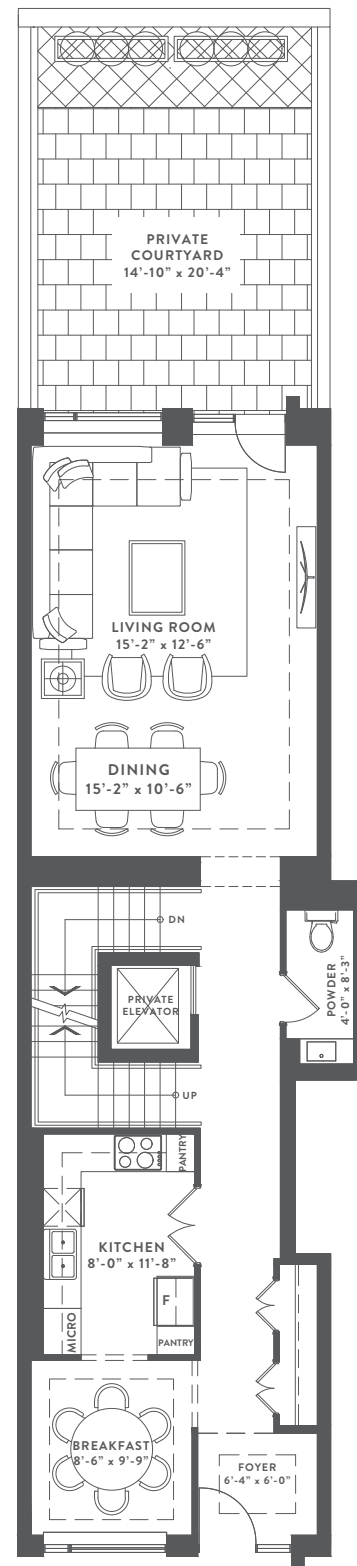 PRIVATE
COURTYARD
14’-10” x 20’-4”
LIVING ROOM
15’-2” x 12’-6”
DINING
15’-2” x 10’-6”
DN
PRIVATE
ELEVATOR
POWDER
4’-0” x 8’-3”
UP
PANTRY
KITCHEN
8’-0” x 11’-8”
F
MICRO
PANTRY
BREAKFAST
8’-6” x 9’-9”
FOYER
6’-4” x 6’-0”